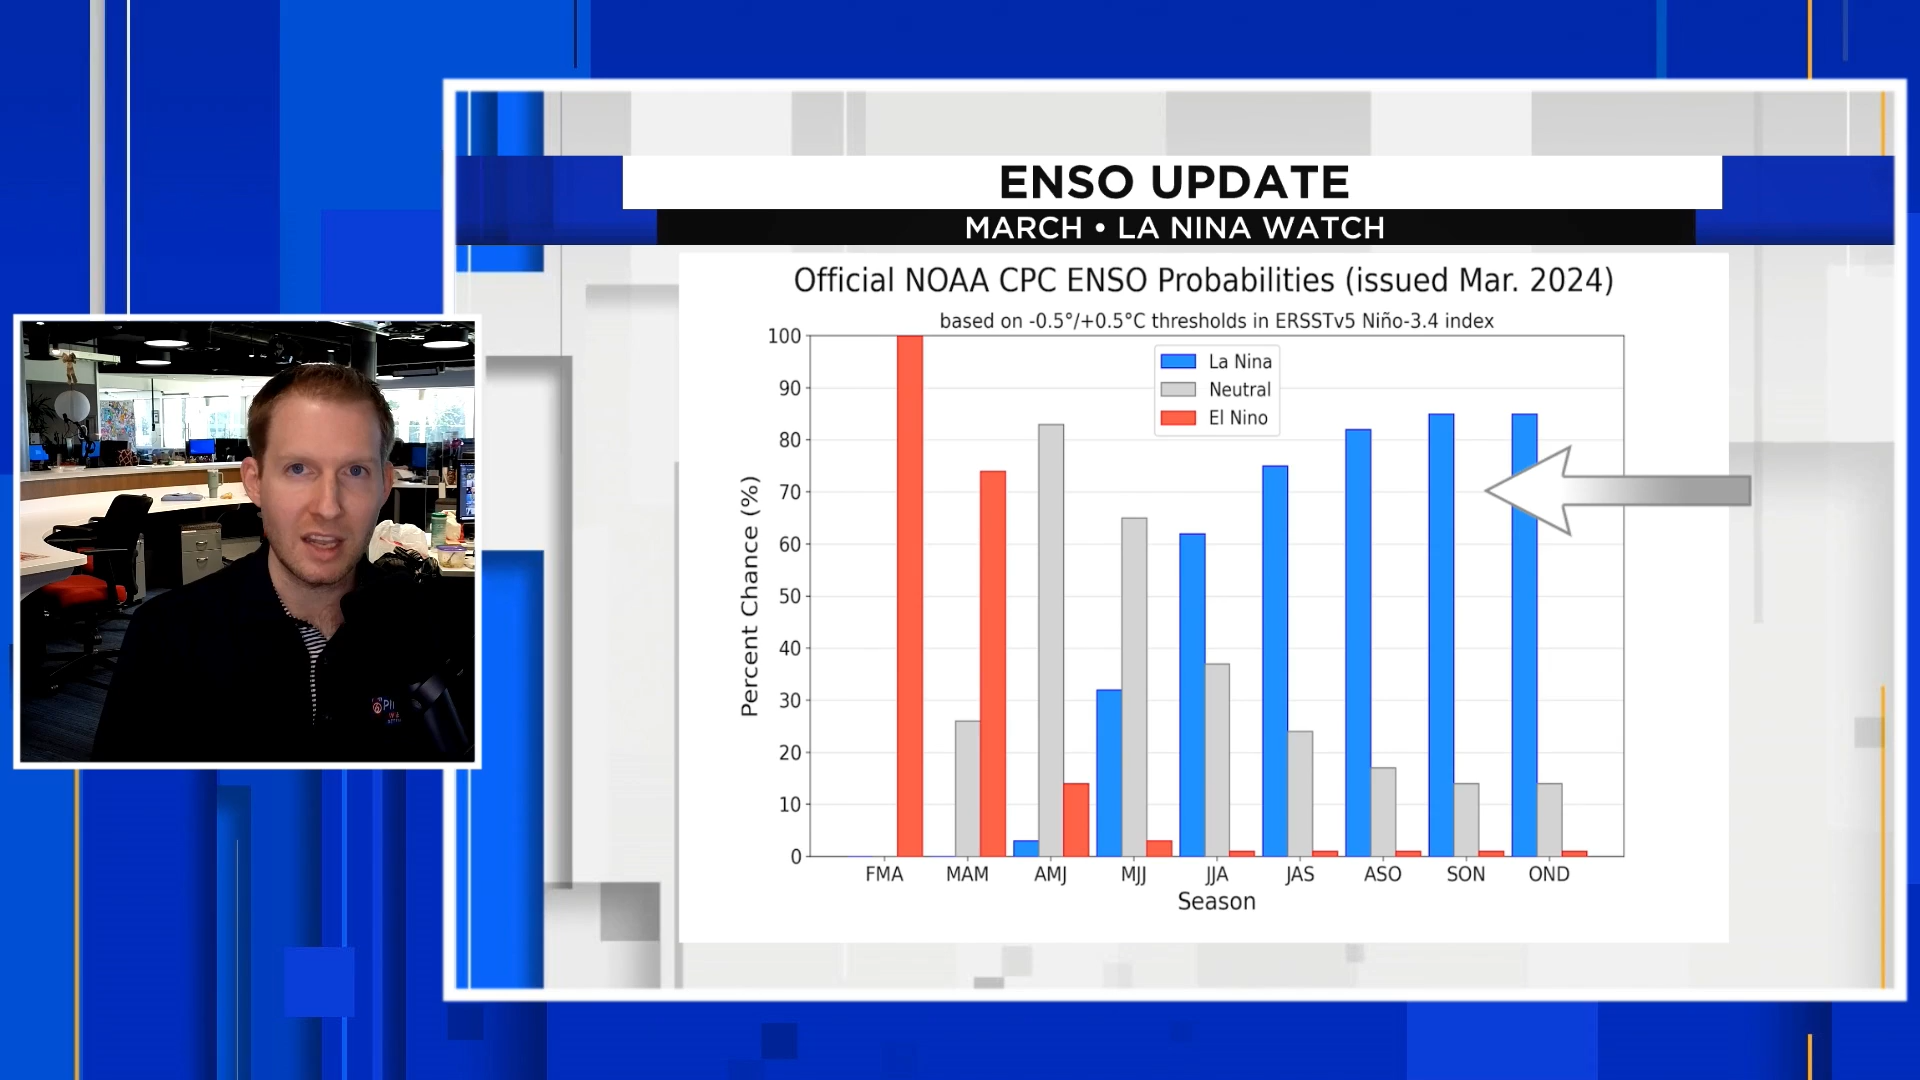 ENSO UPDATE
MARCH • LA NINA WATCH
Official NOAA CPC ENSO Probabilities (issued Mar. 2024)
based on -0.5°/+0.5°C thresholds in ERSSTv5 Niño-3.4 index
La Nina
Neutral
El Nino
Percent Chance (%)
100
90
80
70
60
50
40
30
20
10
0
FMA MAM AMJ MJJ JJA JAS ASO SON OND
Season